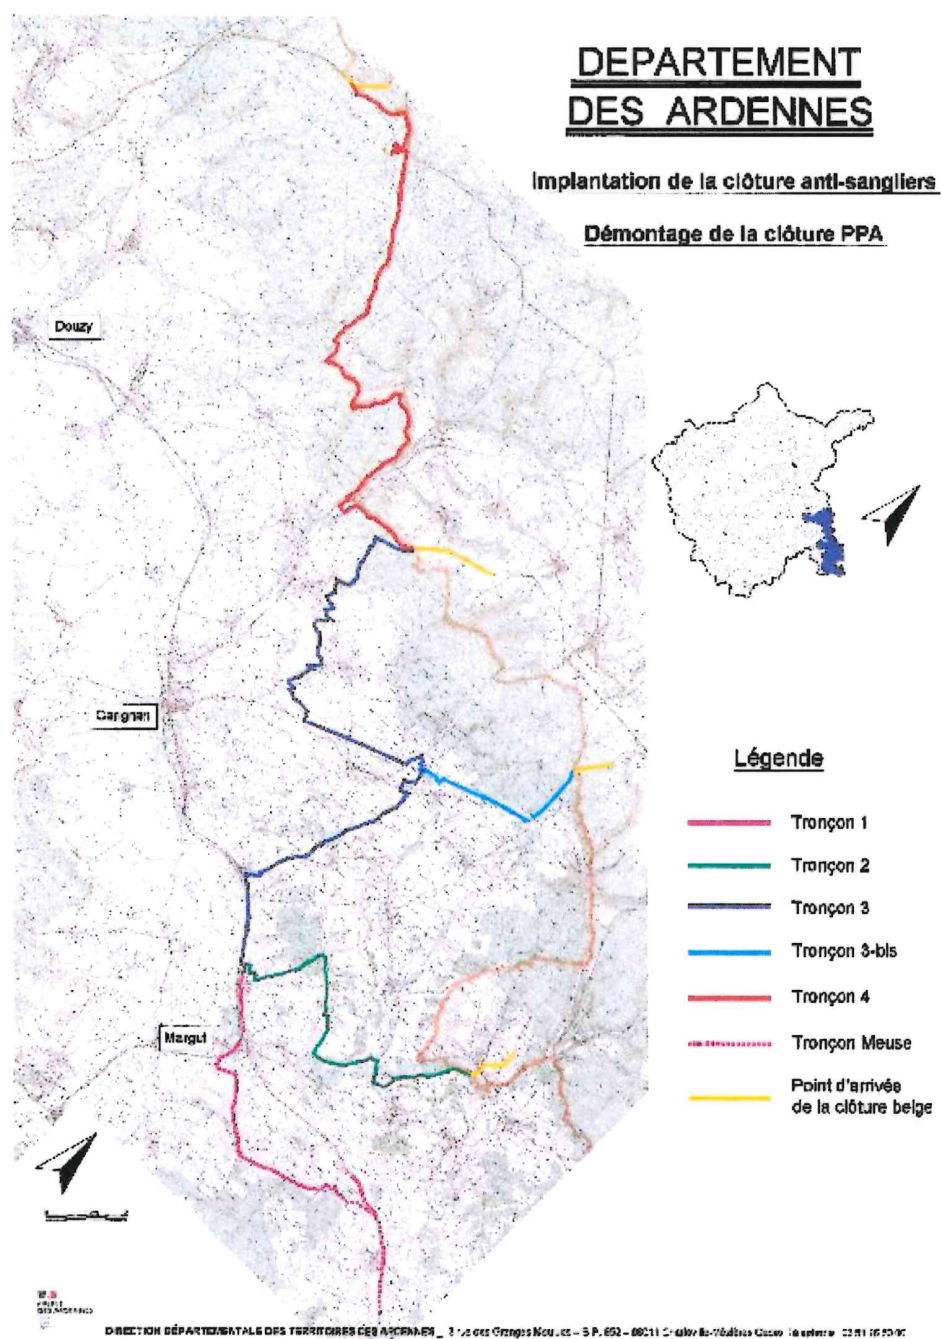 DEPARTEMENT
DES ARDENNES
Implantation de la clôture anti-sangliers
Démontage de la clôture PPA
Douzy
Carignan
Margut
Légende
Tronçon 1
Tronçon 2
Tronçon 3
Tronçon 3-bis
Tronçon 4
Tronçon Meuse
Point d'arrivée
de la clôture belge
DIRECTION DÉPARTEMENTALE DES TERRITOIRES DES ARDENNES